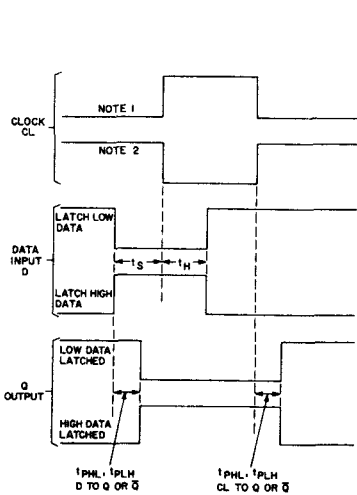 NOTE 1
CLOCK
CL
NOTE 2
LATCH LOW
DATA
DATA
INPUT
D
tS
tH
LATCH HIGH
DATA
LOW DATA
LATCHED
Q
OUTPUT
HIGH DATA
LATCHED
tPHL, tPLH
D TO Q OR Q̅
tPHL, tPLH
CL TO Q OR Q̅